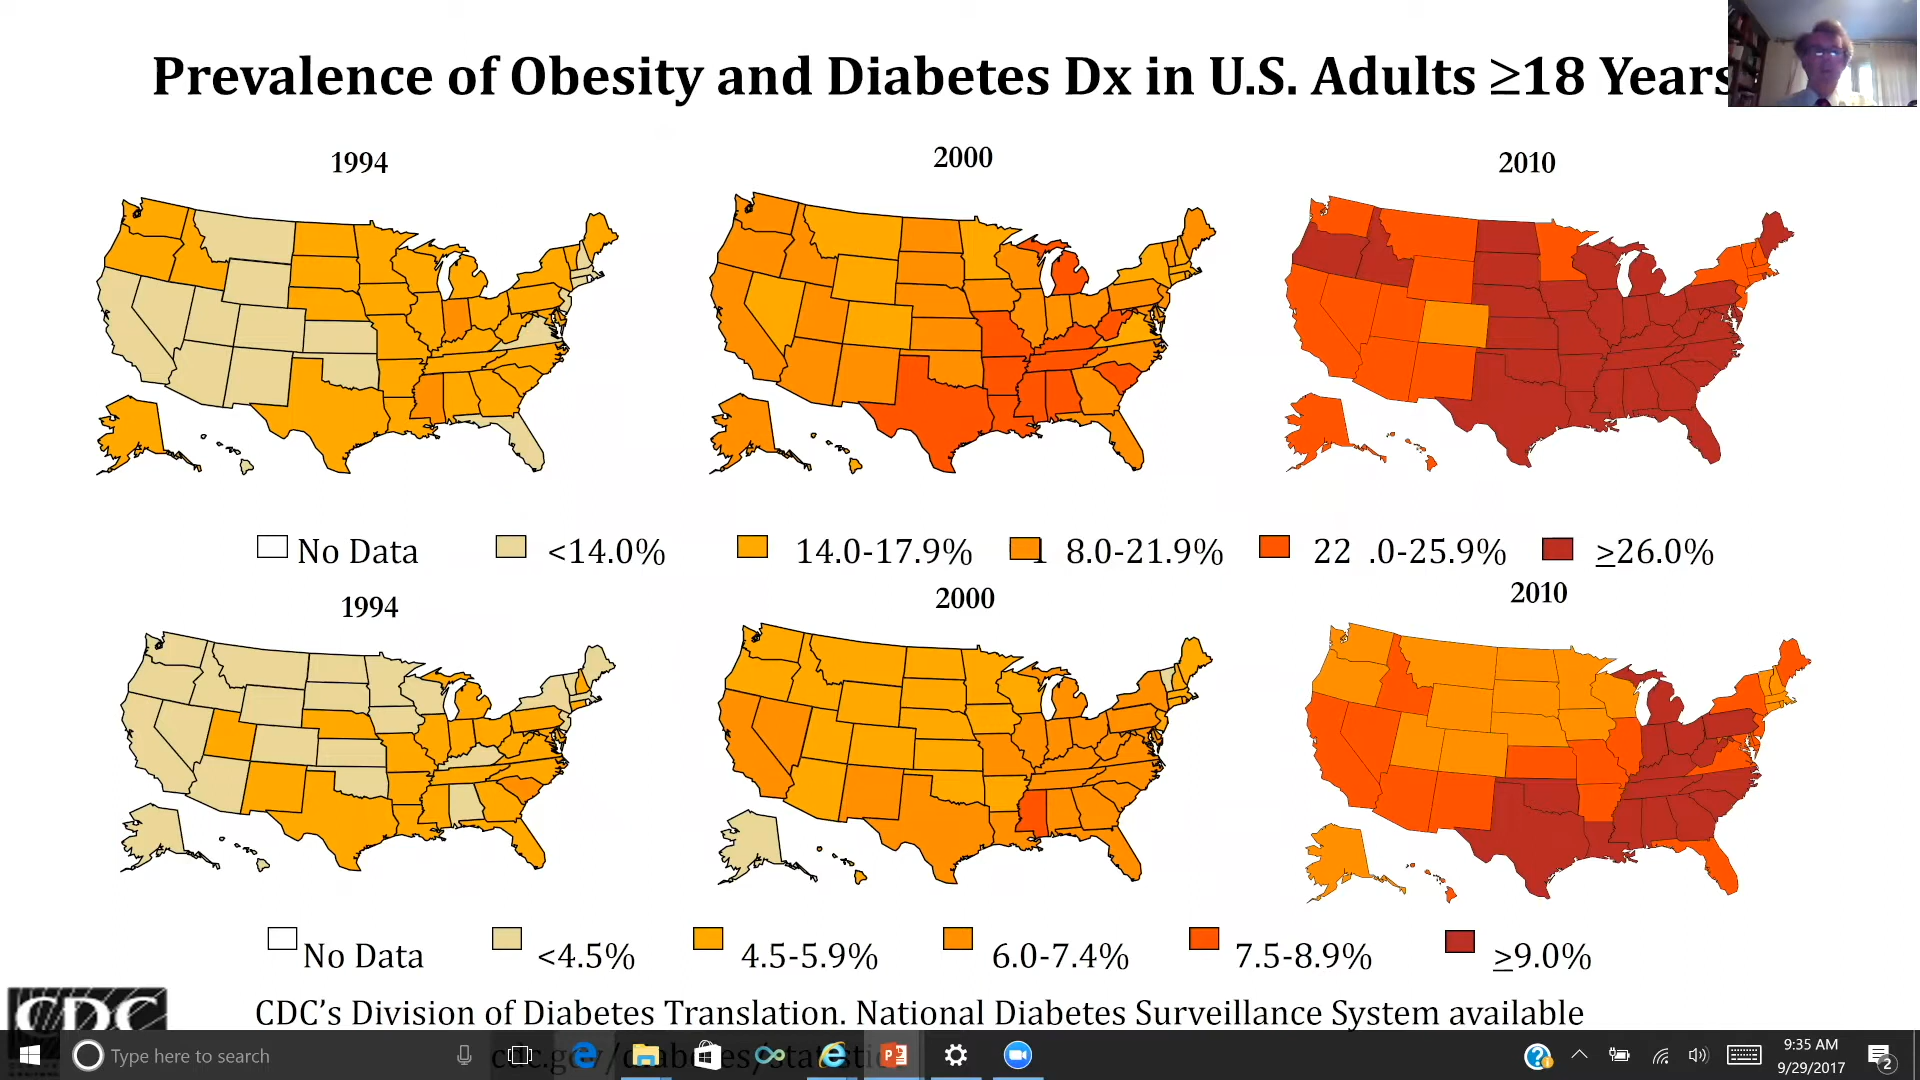 Prevalence of Obesity and Diabetes Dx in U.S. Adults ≥18 Years
1994 2000 2010
No Data <14.0% 14.0-17.9% 1 8.0-21.9% 22 .0-25.9% ≥26.0%
1994 2000 2010
No Data <4.5% 4.5-5.9% 6.0-7.4% 7.5-8.9% ≥9.0%
CDC
CDC's Division of Diabetes Translation. National Diabetes Surveillance System available
Type here to search
9:35 AM
9/29/2017
2